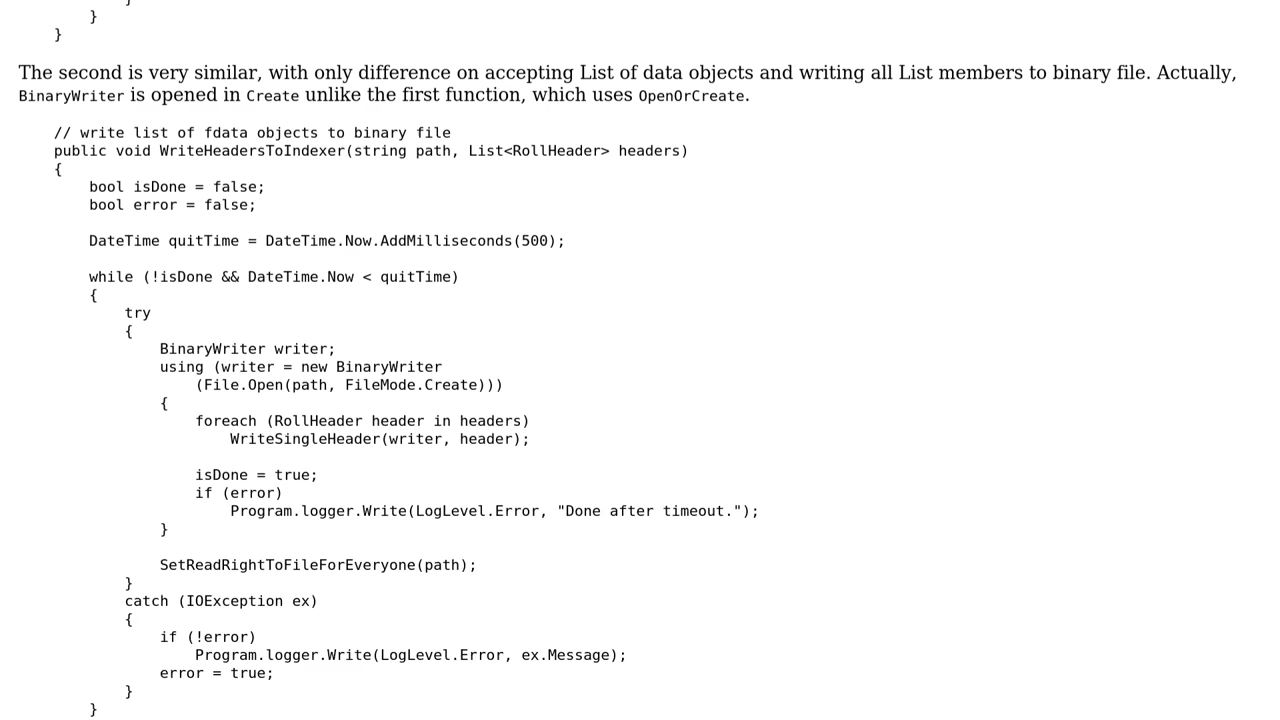 }
}
}
The second is very similar, with only difference on accepting List of data objects and writing all List members to binary file. Actually,
BinaryWriter is opened in Create unlike the first function, which uses OpenOrCreate.
// write list of fdata objects to binary file
public void WriteHeadersToIndexer(string path, List<RollHeader> headers)
{
bool isDone = false;
bool error = false;
DateTime quitTime = DateTime.Now.AddMilliseconds(500);
while (!isDone && DateTime.Now < quitTime)
{
try
{
BinaryWriter writer;
using (writer = new BinaryWriter
(File.Open(path, FileMode.Create)))
{
foreach (RollHeader header in headers)
WriteSingleHeader(writer, header);
isDone = true;
if (error)
Program.logger.Write(LogLevel.Error, "Done after timeout.");
}
SetReadRightToFileForEveryone(path);
}
catch (IOException ex)
{
if (!error)
Program.logger.Write(LogLevel.Error, ex.Message);
error = true;
}
}